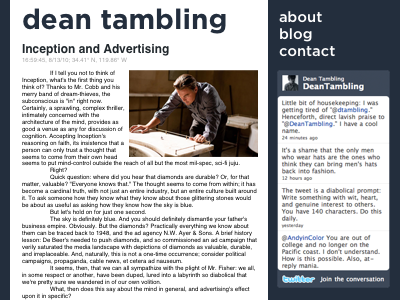 dean tambling
about
blog
contact
Inception and Advertising
16:59:45, 8/13/10; 34.41° N, 119.86° W
If I tell you not to think of
Inception, what's the first thing you
think of? Thanks to Mr. Cobb and his
merry band of dream-thieves, the
subconscious is "in" right now.
Certainly, a sprawling, complex thriller,
intimately concerned with the
architecture of the mind, provides as
good a venue as any for discussion of
cognition. Accepting Inception's
reasoning on faith, its insistence that a
person can only trust a thought that
seems to come from their own head
seems to put mind-control outside the reach of all but the most mil-spec, sci-fi juju.
Right?
Quick question: where did you hear that diamonds are durable? Or, for that
matter, valuable? "Everyone knows that." The thought seems to come from within; it has
become a cardinal truth, with not just an entire industry, but an entire culture built around
it. To ask someone how they know what they know about those glittering stones would
be about as useful as asking how they know the sky is blue.
But let's hold on for just one second.
The sky is definitely blue. And you should definitely dismantle your father's
business empire. Obviously. But the diamonds? Practically everything we know about
them can be traced back to 1948, and the ad agency N.W. Ayer & Sons. A brief history
lesson: De Beer's needed to push diamonds, and so commissioned an ad campaign that
verily saturated the media landscape with depictions of diamonds as valuable, durable,
and irreplaceable. And, naturally, this is not a one-time occurrence; consider political
campaigns, propaganda, cable news, et cetera ad nauseum.
It seems, then, that we can all sympathize with the plight of Mr. Fisher: we all,
in some respect or another, have been duped, lured into a labyrinth so diabolical that
we're pretty sure we wandered in of our own volition.
What, then, does this say about the mind in general, and advertising's effect
upon it in specific?
Dean Tambling
DeanTambling
Little bit of housekeeping: I was
getting tired of "@dtambling."
Henceforth, direct lavish praise to
"@DeanTambling." I have a cool
name.
24 minutes ago
It's a shame that the only men
who wear hats are the ones who
think they can bring men's hats
back into fashion.
12 hours ago
The tweet is a diabolical prompt:
Write something with wit, heart,
and genuine interest to others.
You have 140 characters. Do this
daily.
yesterday
@AndyinColor You are out of
college and no longer on the
Pacific coast. I don't understand.
How is this possible. Also, at-
reply mania.
twitter Join the conversation